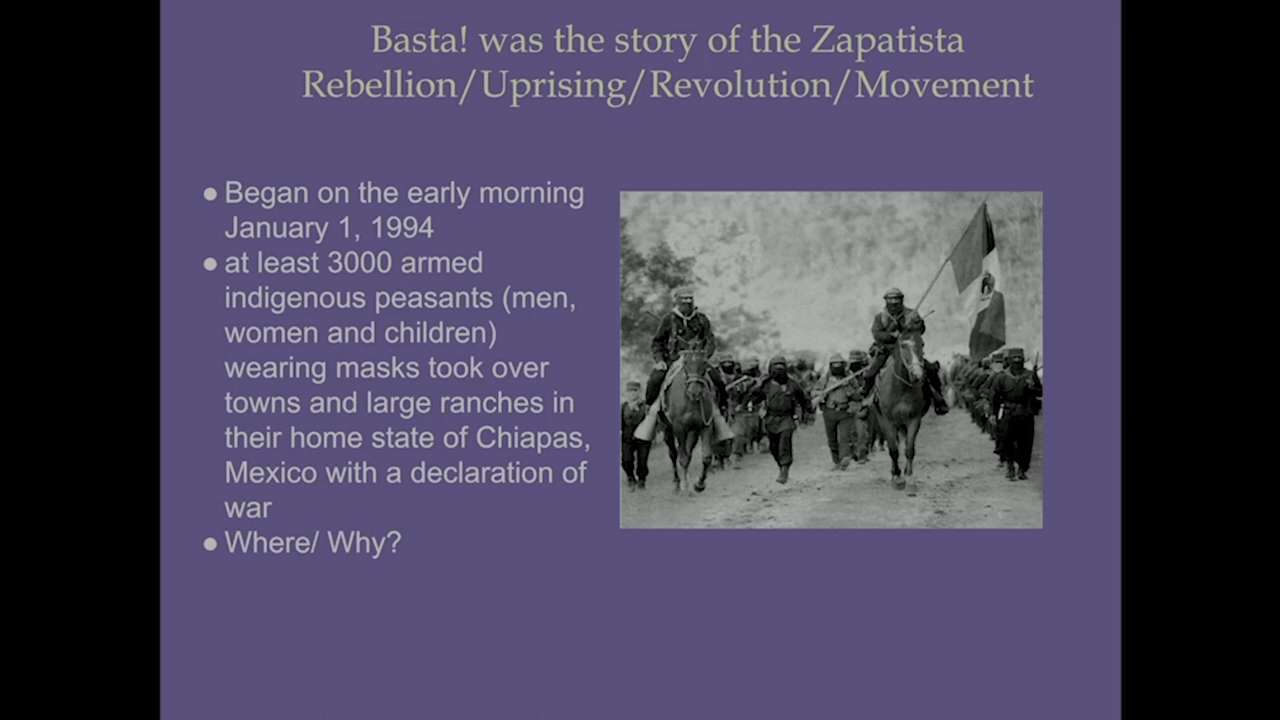 Basta! was the story of the Zapatista
Rebellion/Uprising/Revolution/Movement
● Began on the early morning
January 1, 1994
● at least 3000 armed
indigenous peasants (men,
women and children)
wearing masks took over
towns and large ranches in
their home state of Chiapas,
Mexico with a declaration of
war
● Where/ Why?